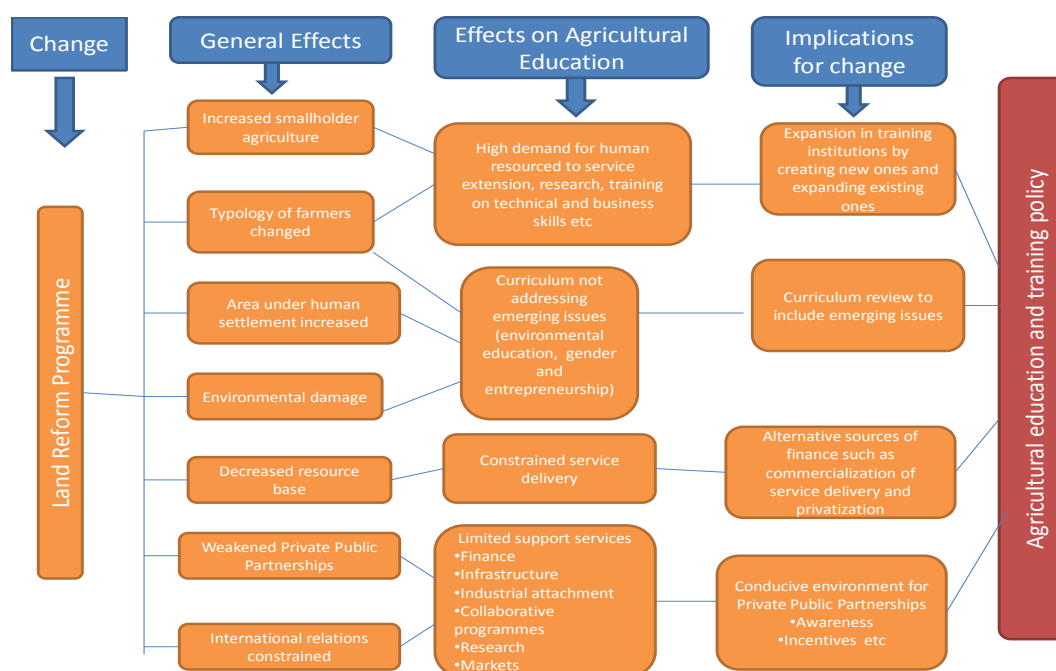 Change
General Effects
Effects on Agricultural
Education
Implications
for change
Land Reform Programme
Increased smallholder
agriculture
Typology of farmers
changed
Area under human
settlement increased
Environmental damage
Decreased resource
base
Weakened Private Public
Partnerships
International relations
constrained
High demand for human
resourced to service
extension, research, training
on technical and business
skills etc
Curriculum not
addressing
emerging issues
(environmental
education,  gender
and
entrepreneurship)
Constrained service
delivery
Limited support services
•Finance
•Infrastructure
•Industrial attachment
•Collaborative
programmes
•Research
•Markets
Expansion in training
institutions by
creating new ones and
expanding existing
ones
Curriculum review to
include emerging issues
Alternative sources of
finance such as
commercialization of
service delivery and
privatization
Conducive environment for
Private Public Partnerships
•Awareness
•Incentives  etc
Agricultural education and training policy